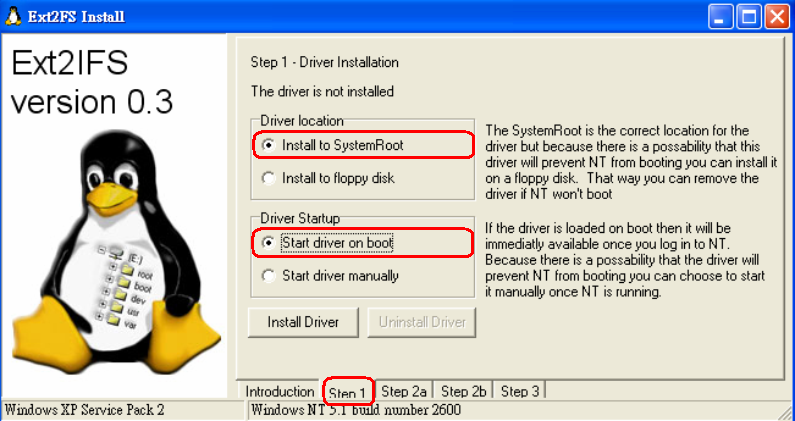 Ext2FS Install
Ext2IFS
version 0.3
(E:)
root
boot
dev
usr
var
Step 1 - Driver Installation
The driver is not installed
Driver location
Install to SystemRoot
Install to floppy disk
The SystemRoot is the correct location for the
driver but because there is a possability that this
driver will prevent NT from booting you can install it
on a floppy disk.  That way you can remove the
driver if NT won't boot
Driver Startup
Start driver on boot
Start driver manually
If the driver is loaded on boot then it will be
immediatly available once you log in to NT.
Because there is a possability that the driver will
prevent NT from booting you can choose to start
it manually once NT is running.
Install Driver
Uninstall Driver
Introduction
Step 1
Step 2a
Step 2b
Step 3
Windows XP Service Pack 2
Windows NT 5.1 build number 2600